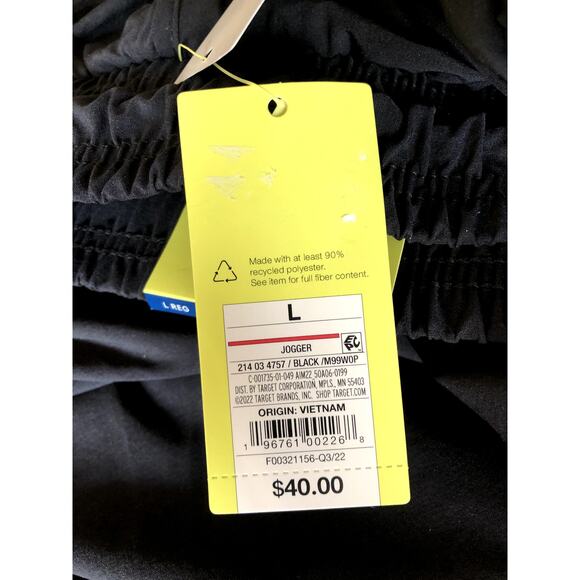 Made with at least 90%
recycled polyester.
See item for full fiber content.
L REG
L
JOGGER
214 03 4757 / BLACK /M99W0P
C-001735-01-049 AIM22_50A06-0199
DIST. BY TARGET CORPORATION, MPLS., MN 55403
©2022 TARGET BRANDS, INC. SHOP TARGET.COM
ORIGIN: VIETNAM
1 96761 00226 8
F00321156-Q3/22
$40.00